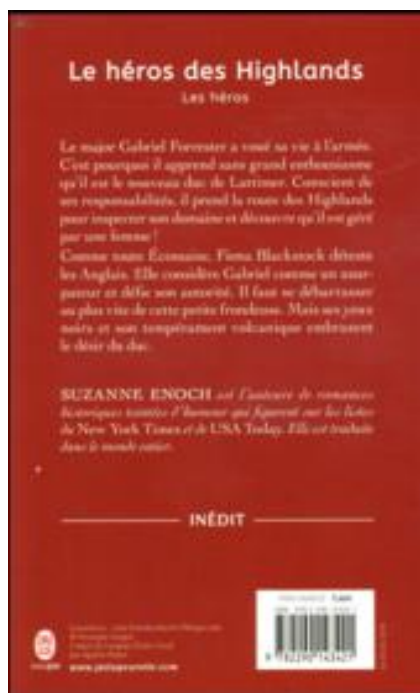 Le héros des Highlands
Les héros
Le major Gabriel Forrester a voué sa vie à l'armée.
C'est pourquoi il apprend sans grand enthousiasme
qu'il est le nouveau duc de Lattimer. Conscient de
ses responsabilités, il prend la route des Highlands
pour inspecter son domaine et découvre qu'il est géré
par une femme !
Comme toute Écossaise, Fiona Blackstock déteste
les Anglais. Elle considère Gabriel comme un usur-
pateur et défie son autorité. Il faut se débarrasser
au plus vite de cette petite frondeuse. Mais ses yeux
noirs et son tempérament volcanique embrasent
le désir du duc.
SUZANNE ENOCH est l'auteure de romances
historiques teintées d'humour qui figurent sur les listes
du New York Times et de USA Today. Elle est traduite
dans le monde entier.
INÉDIT
www.jailupourelle.com